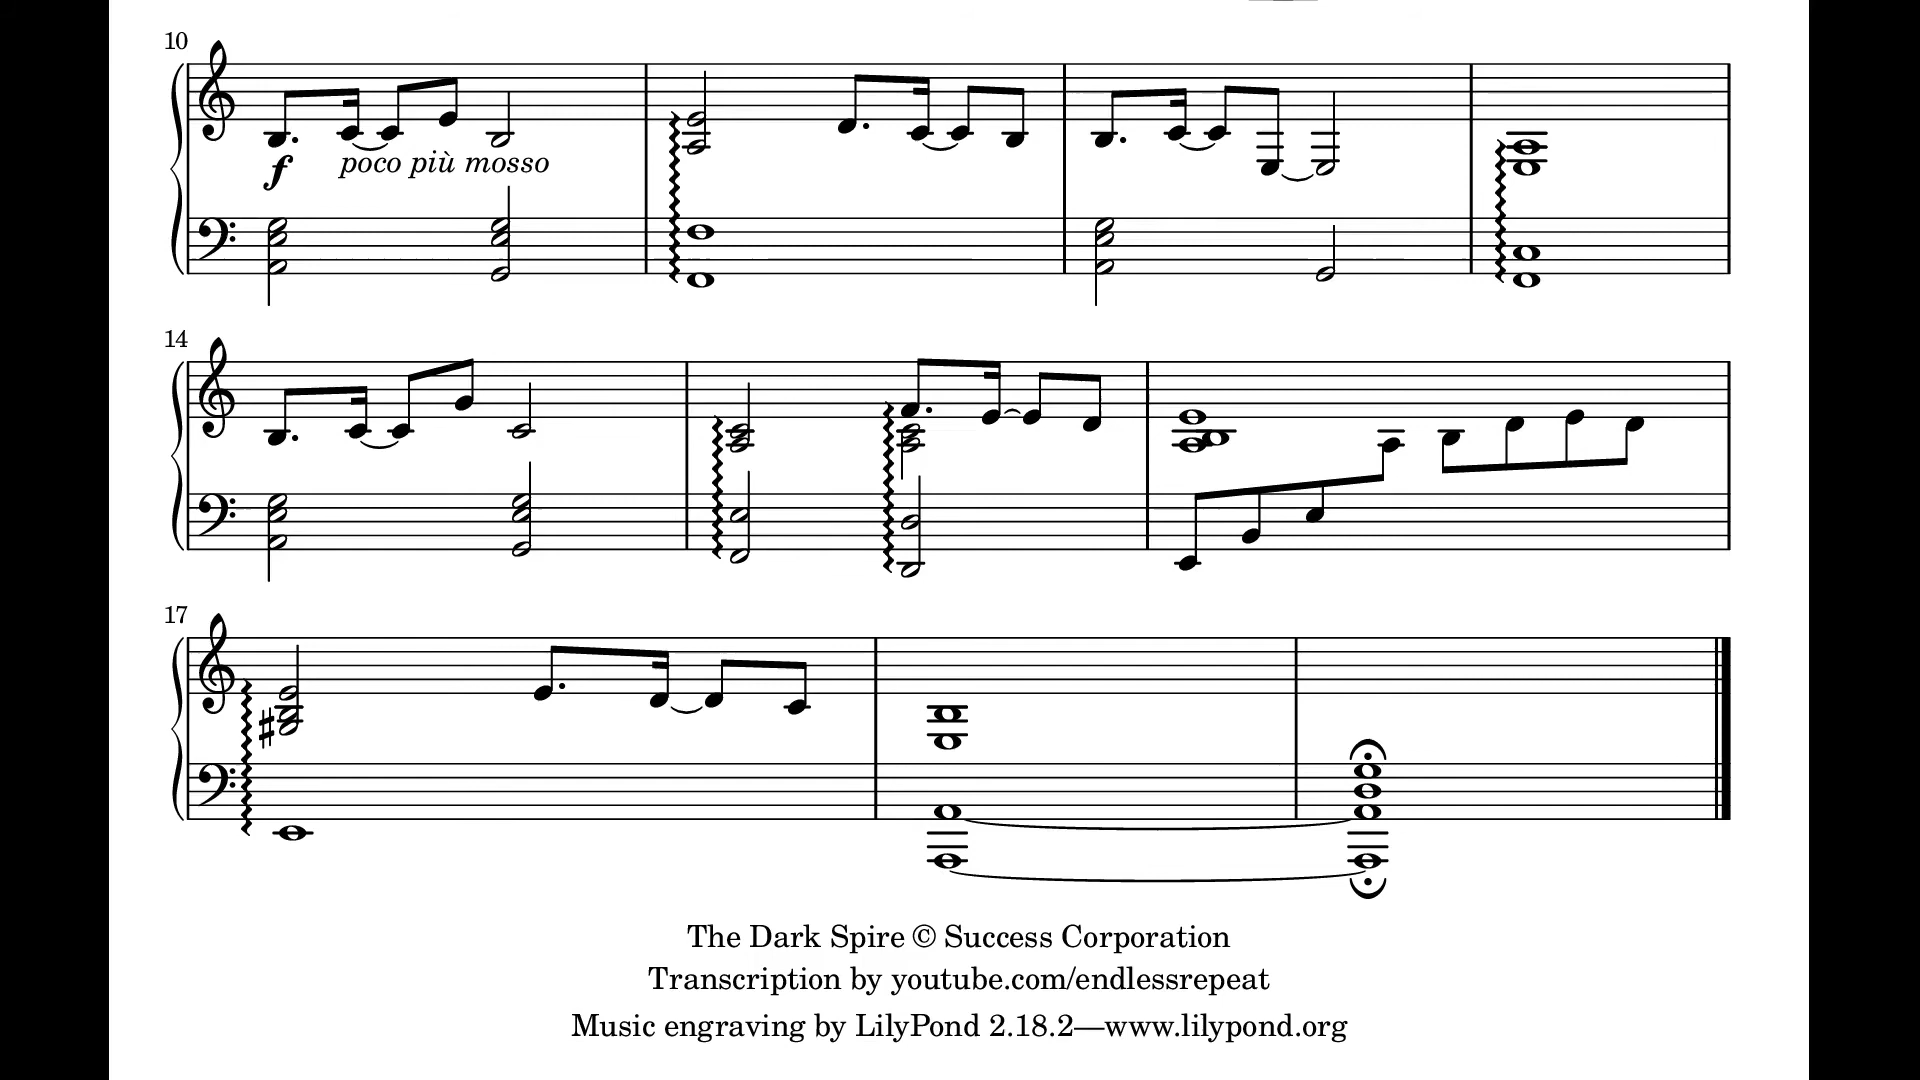 10
f poco più mosso
14
17
The Dark Spire © Success Corporation
Transcription by youtube.com/endlessrepeat
Music engraving by LilyPond 2.18.2—www.lilypond.org